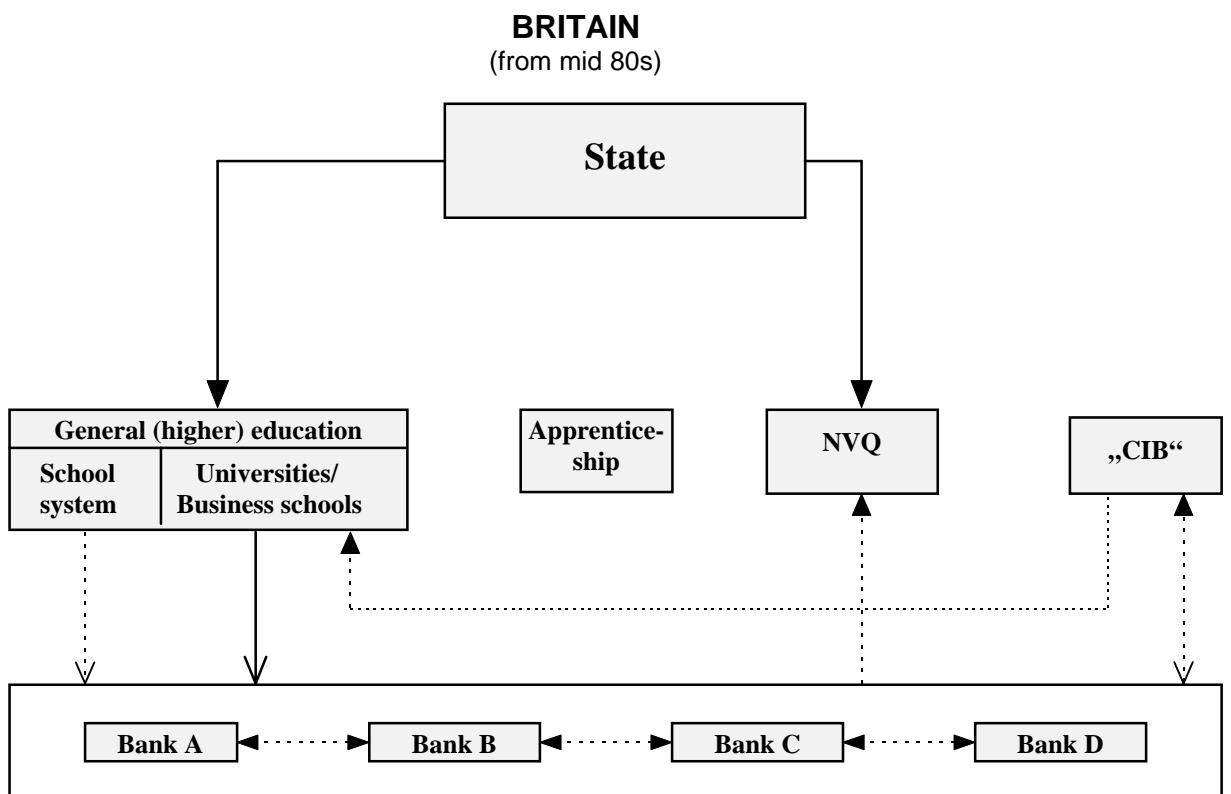 BRITAIN
(from mid 80s)
State
General (higher) education
School
system
Universities/
Business schools
Apprentice-
ship
NVQ
„CIB“
Bank A
Bank B
Bank C
Bank D